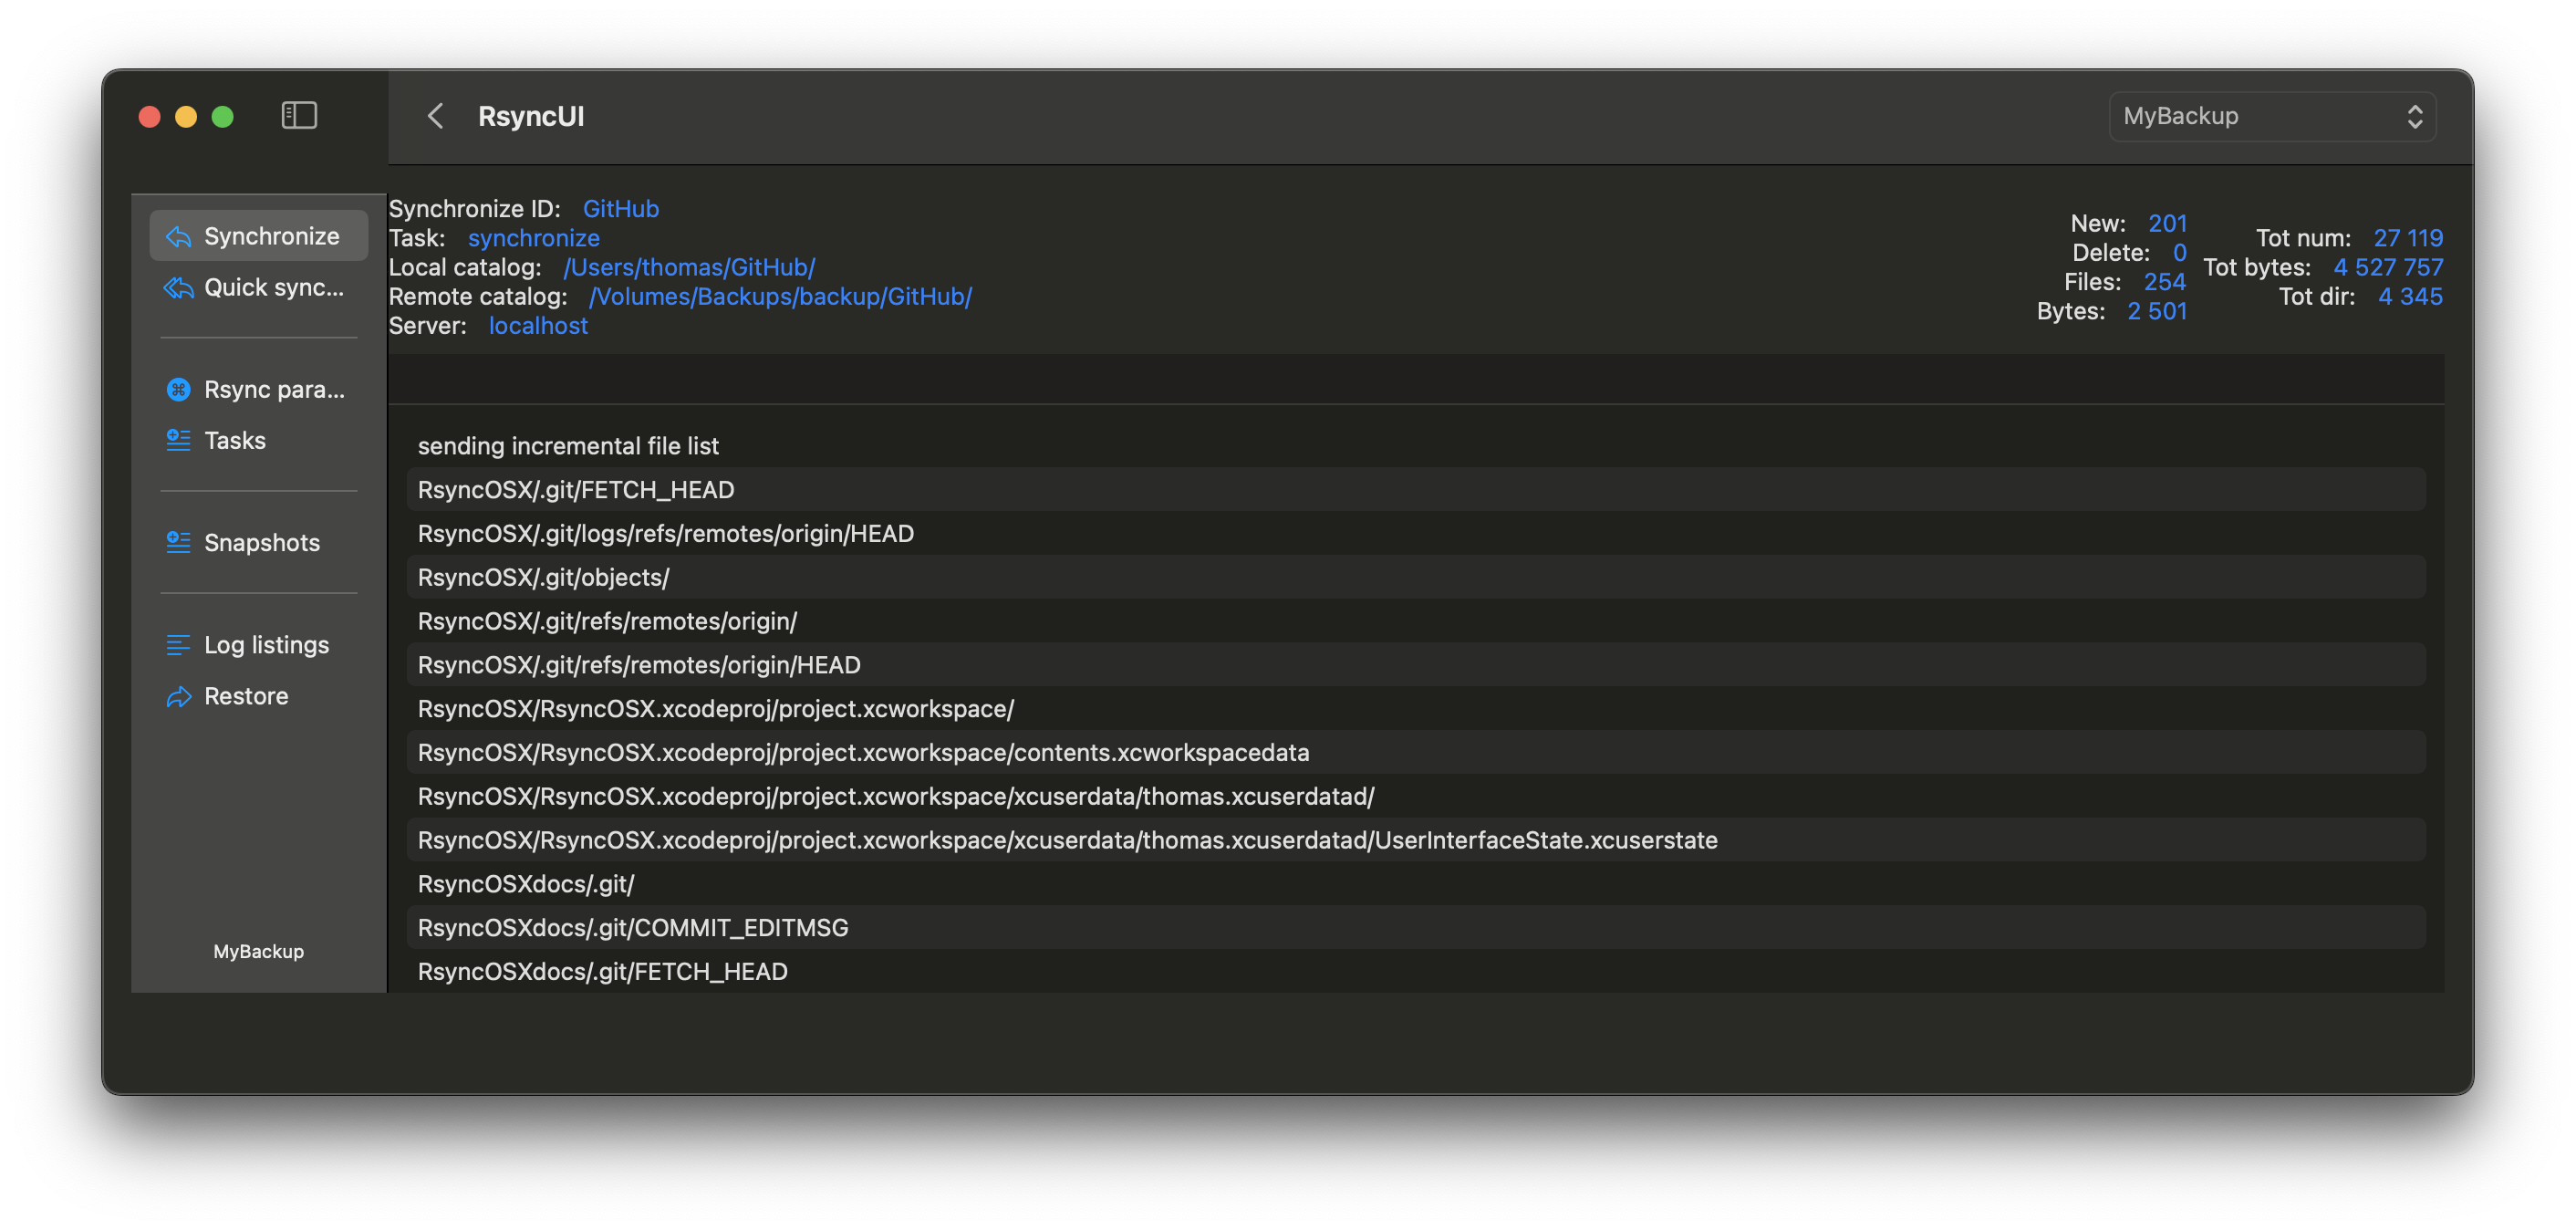 RsyncUI
MyBackup
Synchronize
Quick sync...
Rsync para...
Tasks
Snapshots
Log listings
Restore
MyBackup
Synchronize ID: GitHub
Task: synchronize
Local catalog: /Users/thomas/GitHub/
Remote catalog: /Volumes/Backups/backup/GitHub/
Server: localhost
New: 201
Delete: 0
Files: 254
Bytes: 2 501
Tot num: 27 119
Tot bytes: 4 527 757
Tot dir: 4 345
sending incremental file list
RsyncOSX/.git/FETCH_HEAD
RsyncOSX/.git/logs/refs/remotes/origin/HEAD
RsyncOSX/.git/objects/
RsyncOSX/.git/refs/remotes/origin/
RsyncOSX/.git/refs/remotes/origin/HEAD
RsyncOSX/RsyncOSX.xcodeproj/project.xcworkspace/
RsyncOSX/RsyncOSX.xcodeproj/project.xcworkspace/contents.xcworkspacedata
RsyncOSX/RsyncOSX.xcodeproj/project.xcworkspace/xcuserdata/thomas.xcuserdatad/
RsyncOSX/RsyncOSX.xcodeproj/project.xcworkspace/xcuserdata/thomas.xcuserdatad/UserInterfaceState.xcuserstate
RsyncOSXdocs/.git/
RsyncOSXdocs/.git/COMMIT_EDITMSG
RsyncOSXdocs/.git/FETCH_HEAD